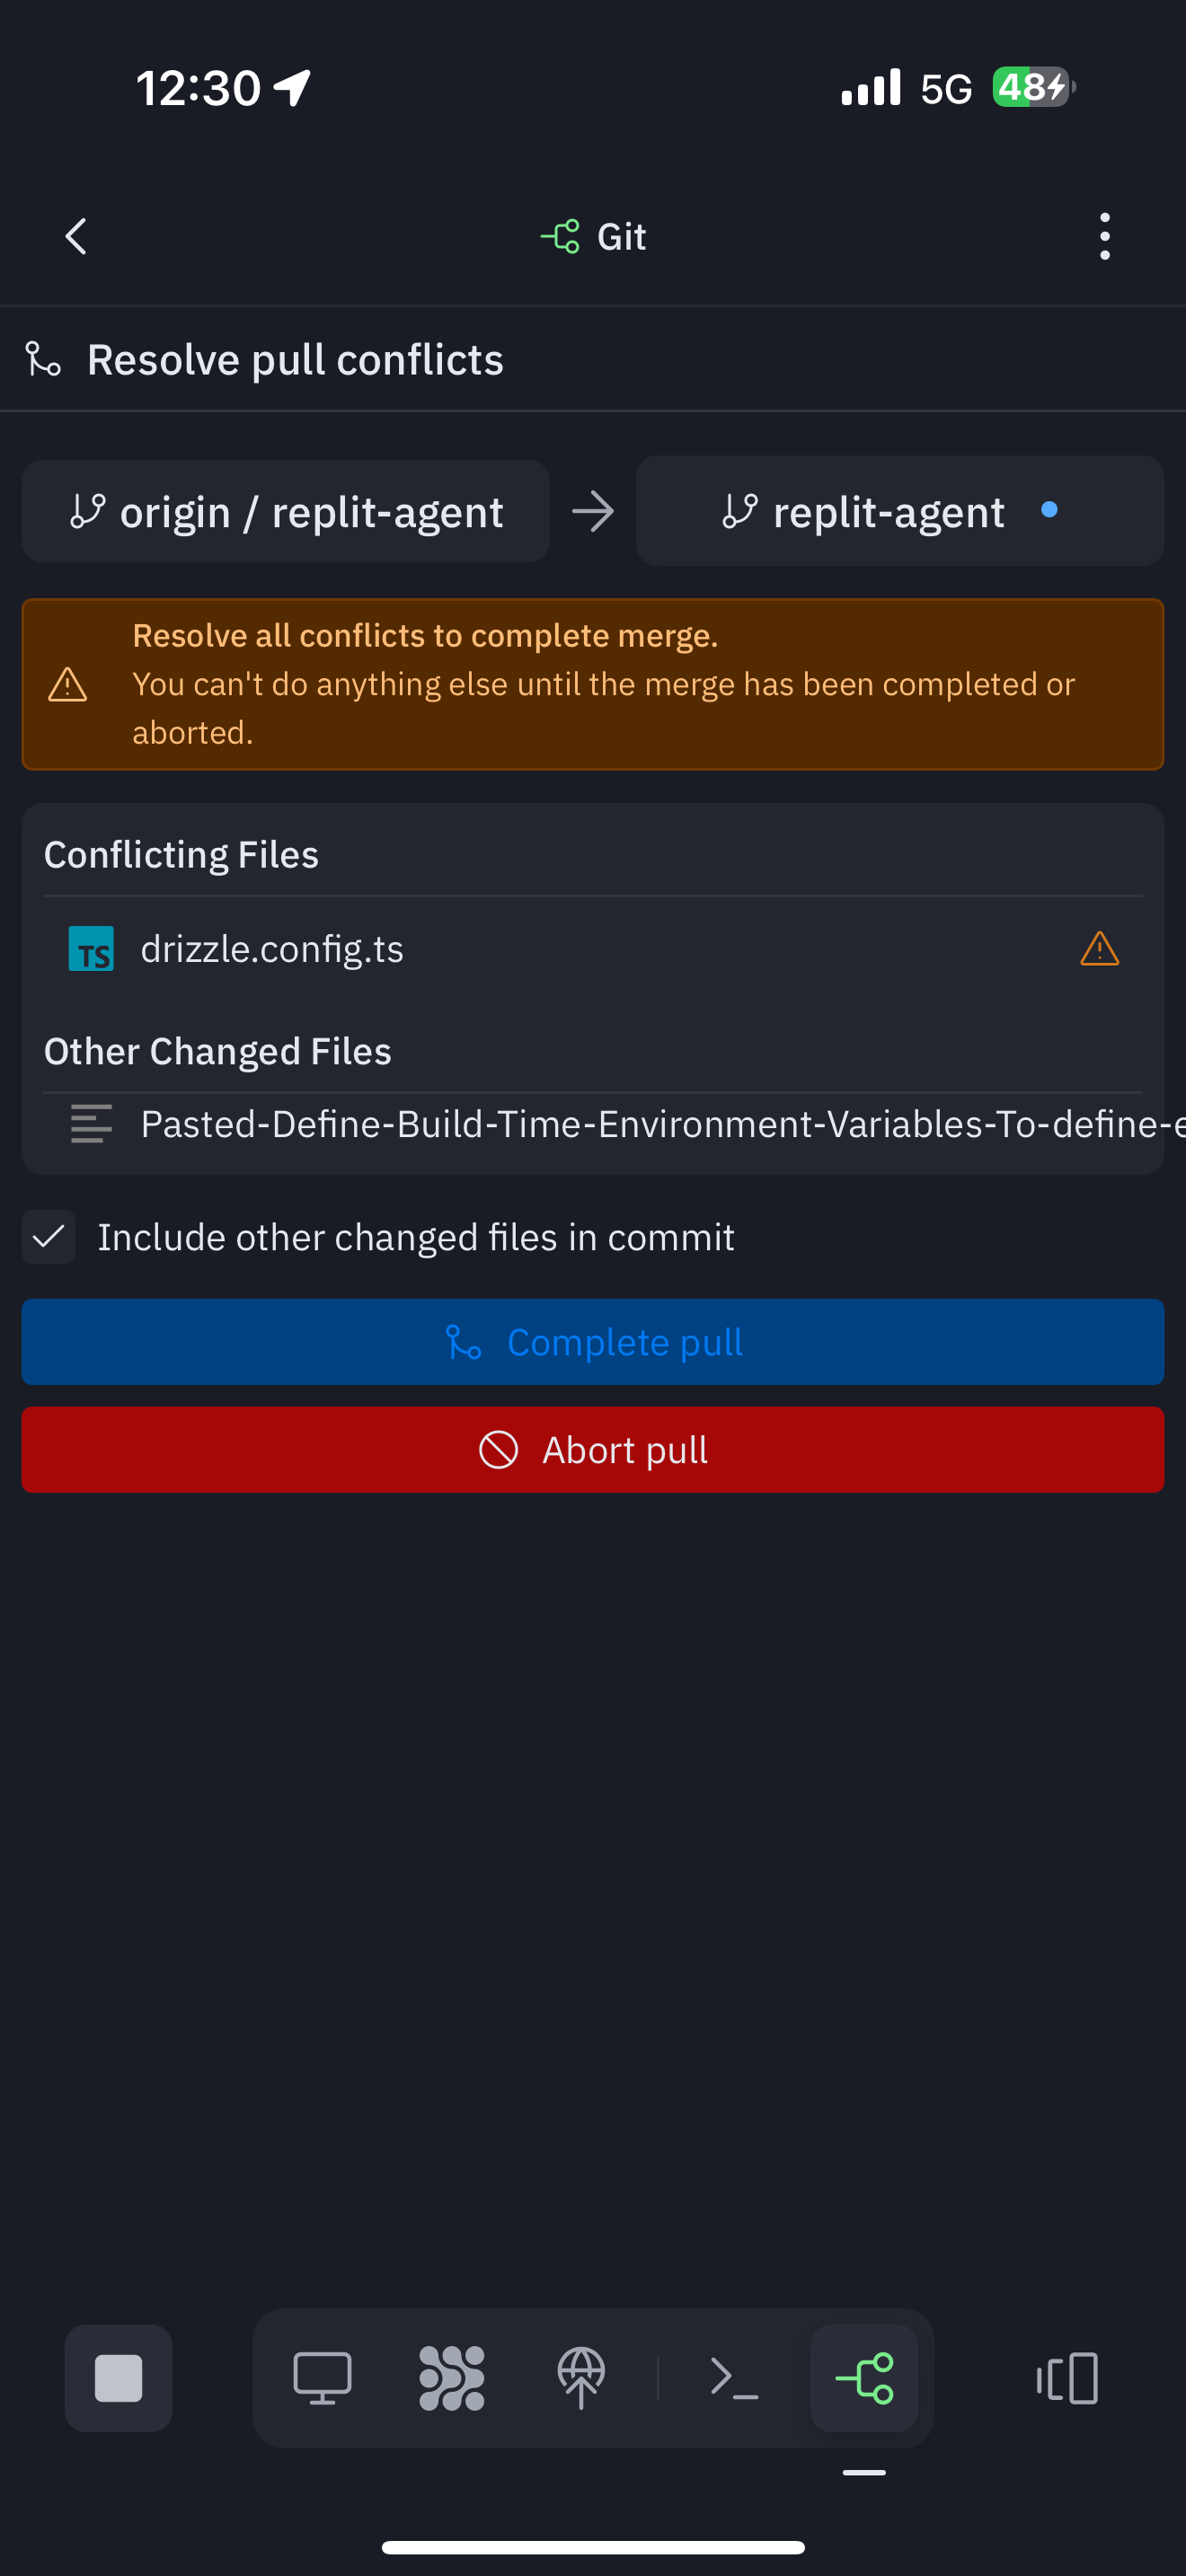 12:30
5G
48
Git
Resolve pull conflicts
origin / replit-agent
replit-agent
Resolve all conflicts to complete merge.
You can't do anything else until the merge has been completed or
aborted.
Conflicting Files
TS drizzle.config.ts
Other Changed Files
Pasted-Define-Build-Time-Environment-Variables-To-define-e
Include other changed files in commit
Complete pull
Abort pull